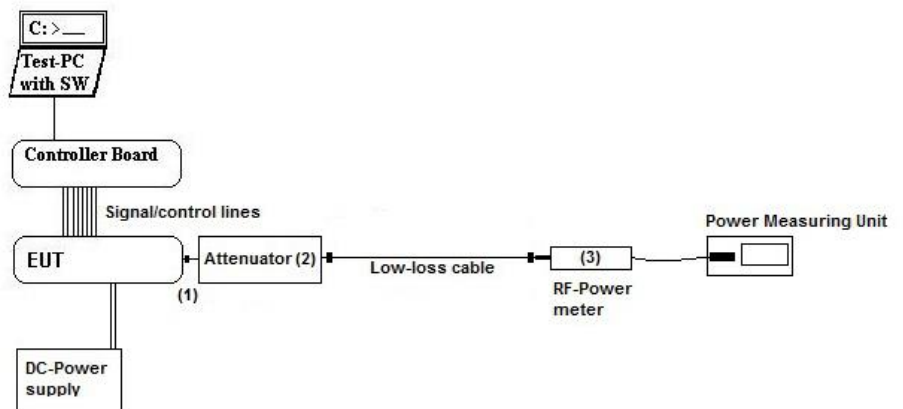 C:>__
Test-PC
with SW
Controller Board
Signal/control lines
EUT
(1)
Attenuator (2)
Low-loss cable
(3)
RF-Power
meter
Power Measuring Unit
DC-Power
supply